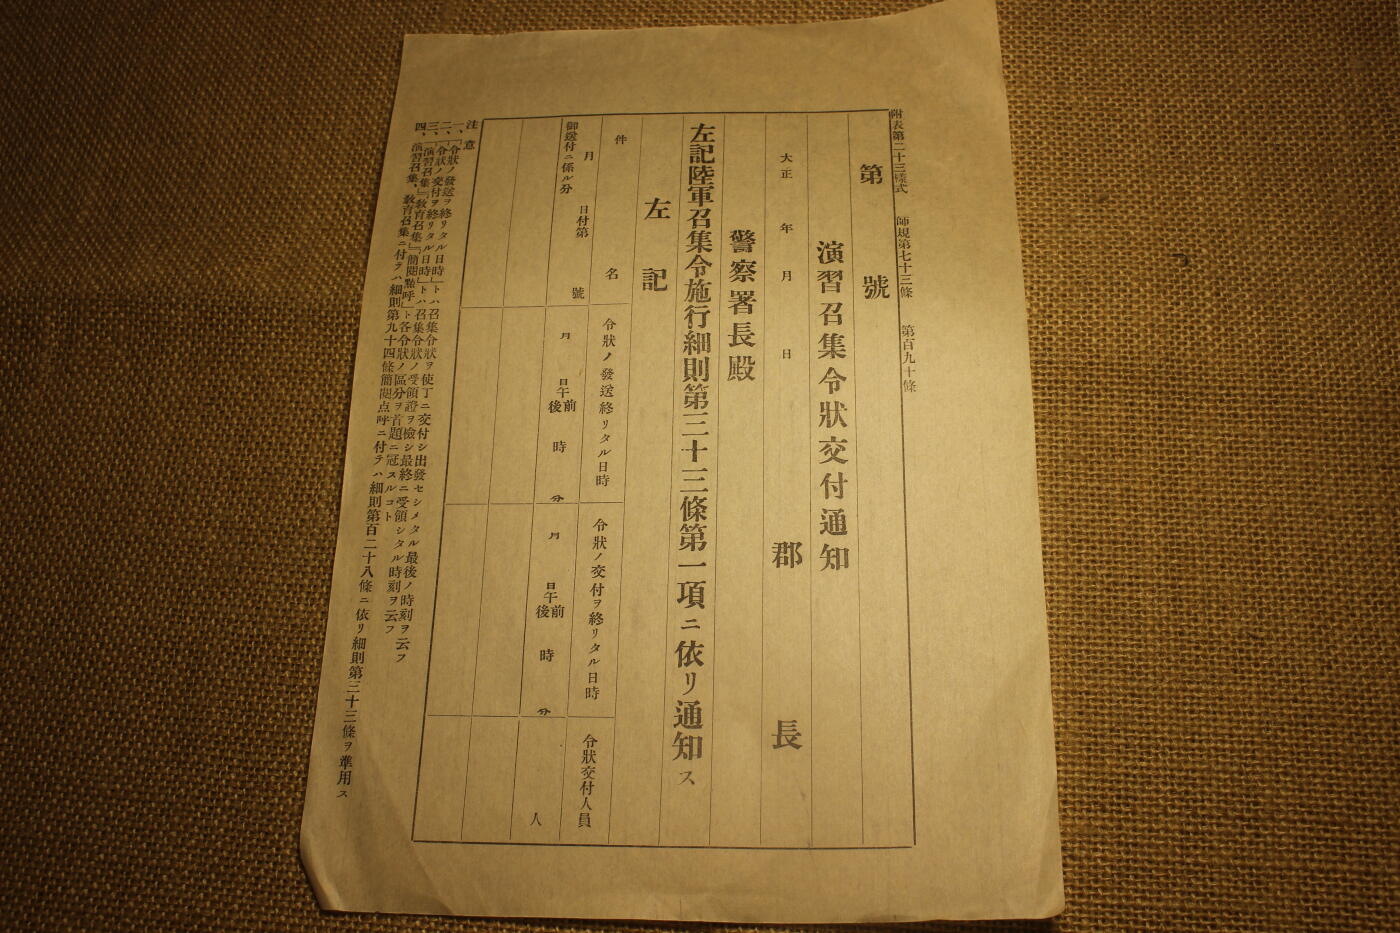 附表第二十三樣式 師規第七十三條 第百九十條
第 號
演習召集令狀交付通知
大正 年 月 日 郡 長
警察署長殿
左記陸軍召集令施行細則第三十三條第一項ニ依リ通知ス
左 記
件 名
令狀ノ發送終リタル日時
令狀ノ交付ヲ終リタル日時
令狀交付人員
月 日付第 號
御送付ニ係ル分
月 日午前後 時 分
月 日午前後 時 分
人
注意
一、「令狀ノ發送ヲ終リタル日時」トハ召集令狀ヲ使丁ニ交付シ出發セシメタル最後ノ時刻ヲ云フ
二、「令狀ノ交付ヲ終リタル日時」トハ召集令狀ノ受領證ヲ檢シ最終ニ受領シタル時刻ヲ云フ
三、「演習召集」「敎育召集」「簡閱點呼」ト各令狀ノ區分ヲ首題ニ冠スルコト
四、演習召集、敎育召集ニ付テハ細則第九十四條簡閱点呼ニ付テハ細則第百二十八條ニ依リ細則第三十三條ヲ準用ス